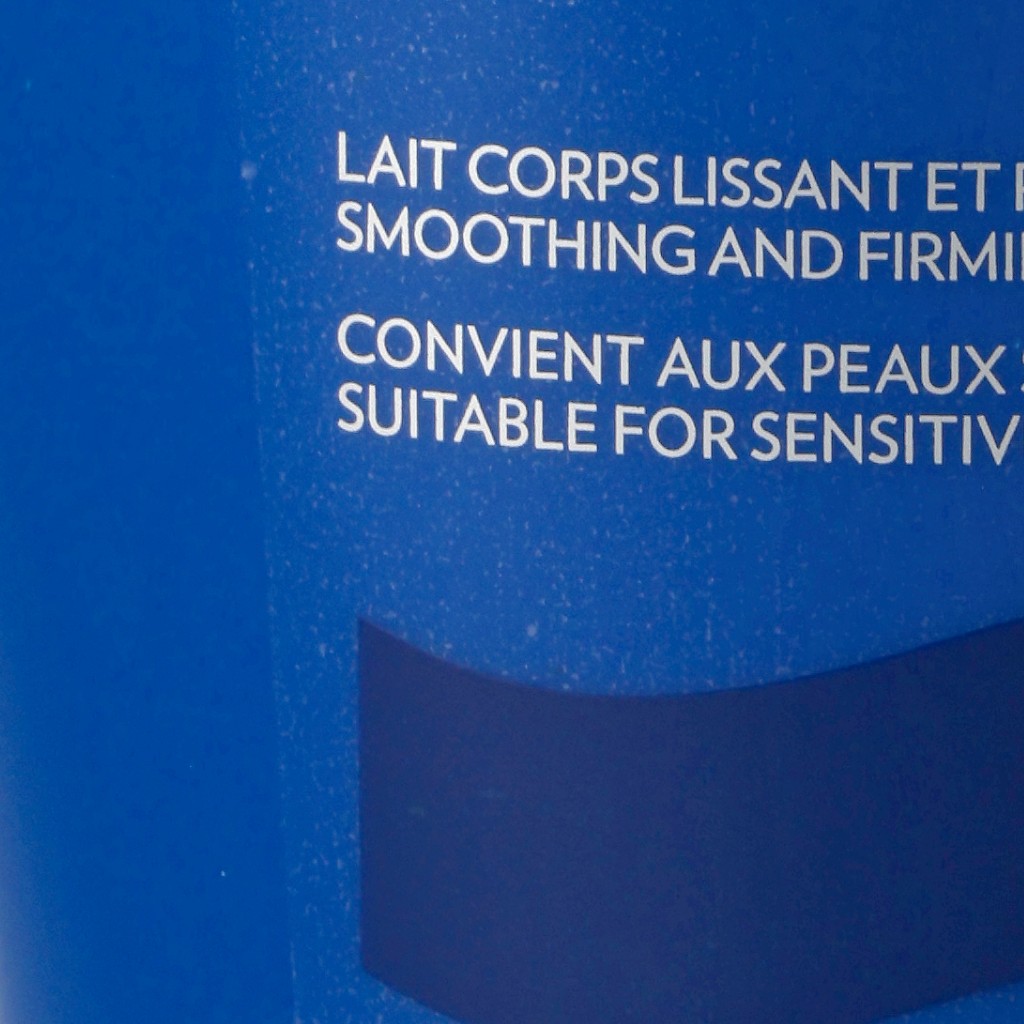 LAIT CORPS LISSANT ET
SMOOTHING AND
CONVIENT AUX PEAUX
SUITABLE FOR